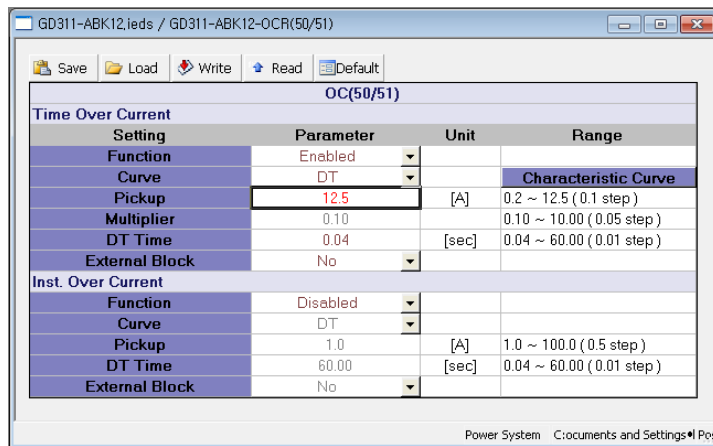 GD311-ABK12.ieds / GD311-ABK12-OCR(50/51)
Save Load Write Read Default
OC(50/51)
Time Over Current
Setting Parameter Unit Range
Function Enabled
Curve DT Characteristic Curve
Pickup 12.5 [A] 0.2 ~ 12.5 ( 0.1 step )
Multiplier 0.10 0.10 ~ 10.00 ( 0.05 step )
DT Time 0.04 [sec] 0.04 ~ 60.00 ( 0.01 step )
External Block No
Inst. Over Current
Function Disabled
Curve DT
Pickup 1.0 [A] 1.0 ~ 100.0 ( 0.5 step )
DT Time 60.00 [sec] 0.04 ~ 60.00 ( 0.01 step )
External Block No
Power System C:ocuments and Settings